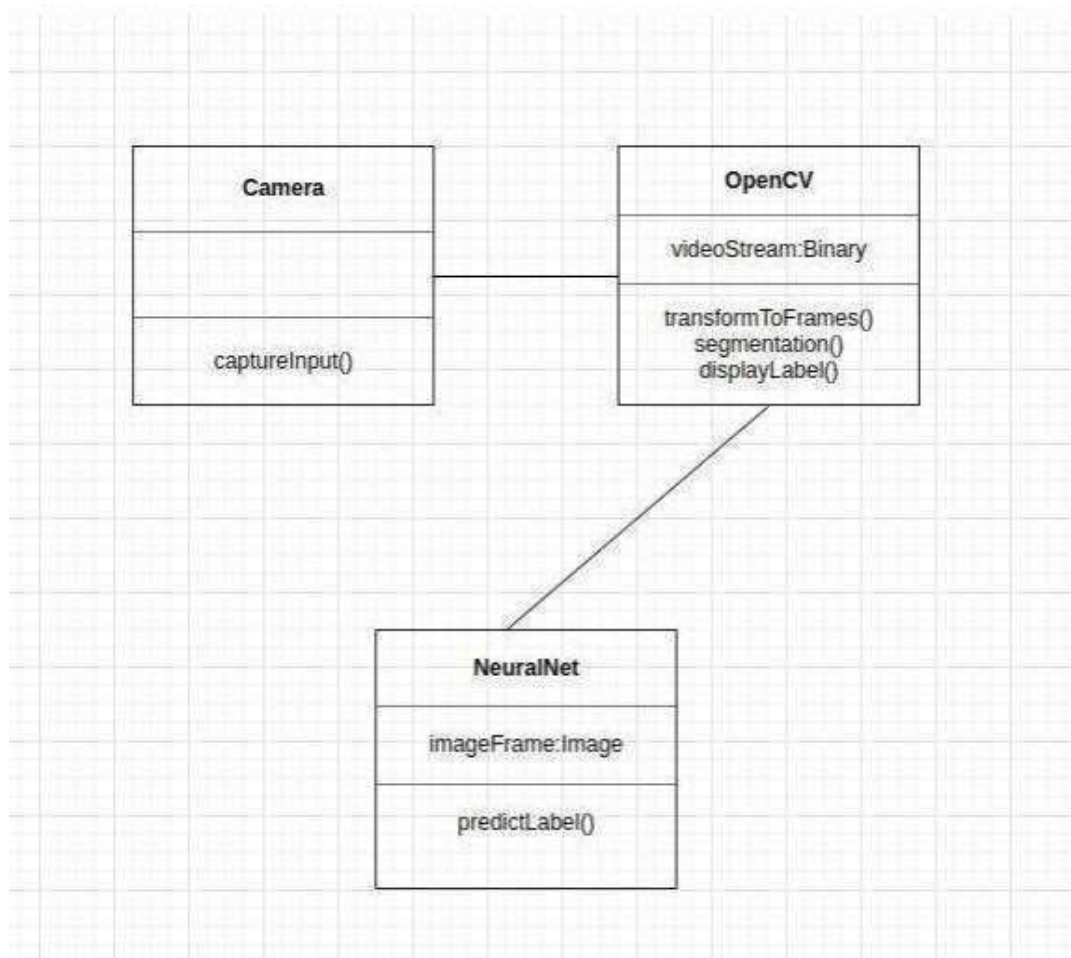 Camera
captureInput()
OpenCV
videoStream:Binary
transformToFrames()
segmentation()
displayLabel()
NeuralNet
imageFrame:Image
predictLabel()